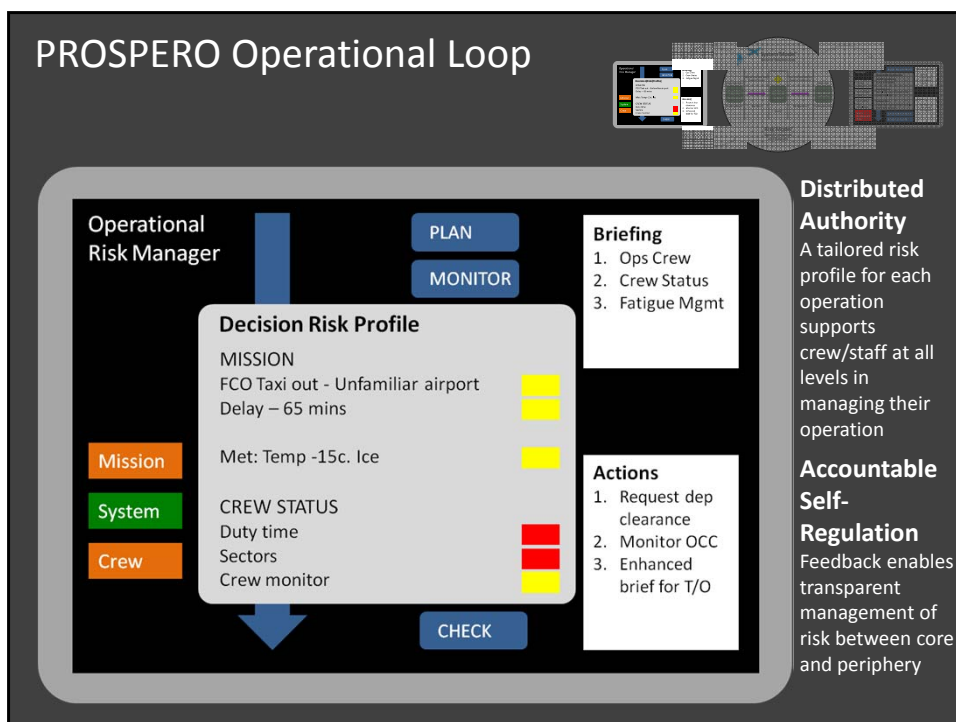 PROSPERO Operational Loop
Operational
Risk Manager
PLAN
MONITOR
Decision Risk Profile
MISSION
FCO Taxi out - Unfamiliar airport
Delay – 65 mins
Met: Temp -15c. Ice
CREW STATUS
Duty time
Sectors
Crew monitor
Mission
System
Crew
CHECK
Briefing
1. Ops Crew
2. Crew Status
3. Fatigue Mgmt
Actions
1. Request dep
clearance
2. Monitor OCC
3. Enhanced
brief for T/O
Distributed
Authority
A tailored risk
profile for each
operation
supports
crew/staff at all
levels in
managing their
operation
Accountable
Self-
Regulation
Feedback enables
transparent
management of
risk between core
and periphery